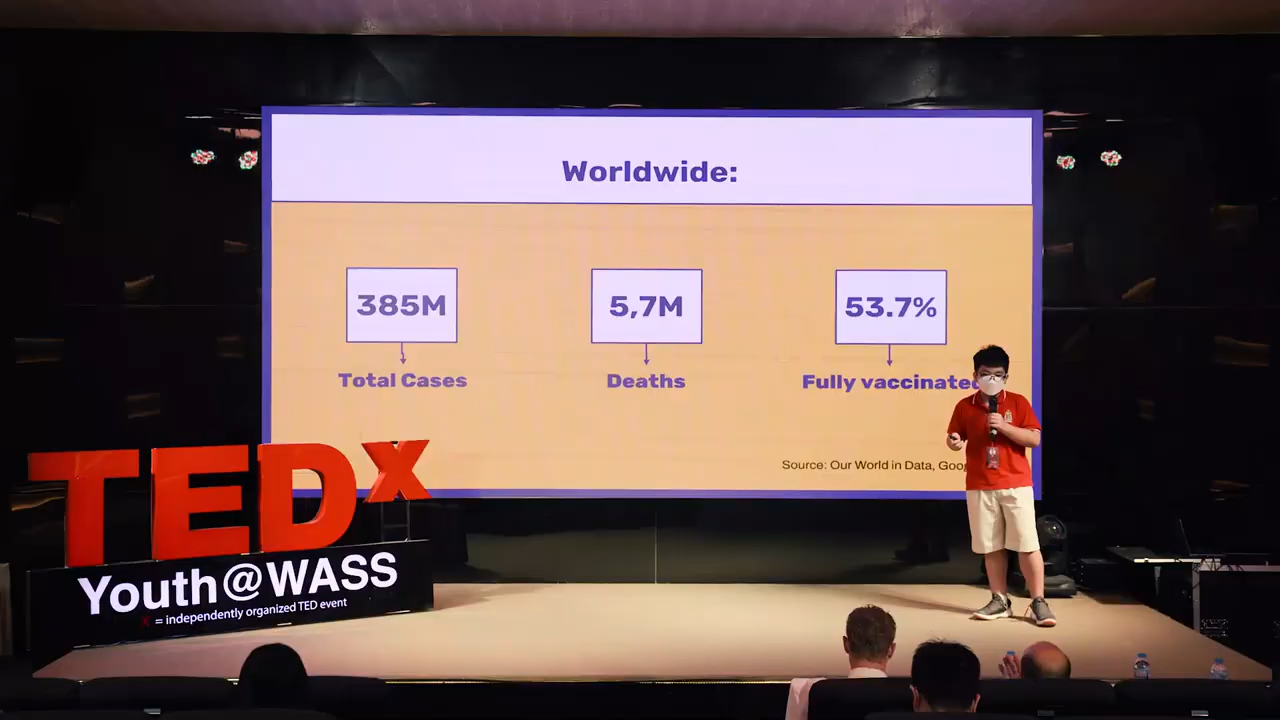 Worldwide:
385M
5,7M
53.7%
Total Cases
Deaths
Fully vaccinated
Source: Our World in Data,
TEDx
Youth@WASS
x = independently organized TED event